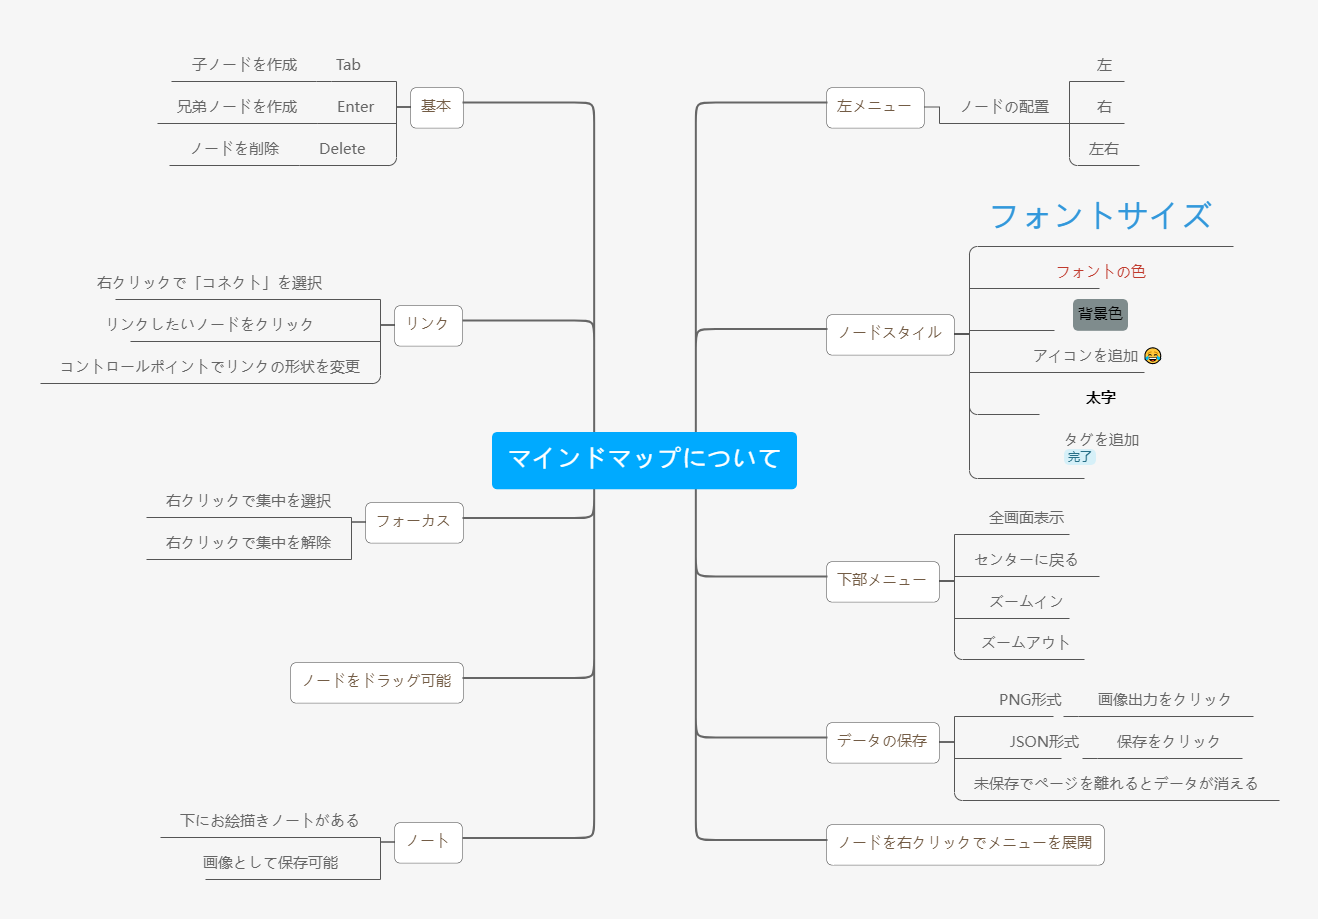 マインドマップについて
基本
子ノードを作成 Tab
兄弟ノードを作成 Enter
ノードを削除 Delete
リンク
右クリックで「コネクト」を選択
リンクしたいノードをクリック
コントロールポイントでリンクの形状を変更
フォーカス
右クリックで集中を選択
右クリックで集中を解除
ノードをドラッグ可能
ノート
下にお絵描きノートがある
画像として保存可能
左メニュー
ノードの配置
左
右
左右
ノードスタイル
フォントサイズ
フォントの色
背景色
アイコンを追加 😂
太字
タグを追加
完了
下部メニュー
全画面表示
センターに戻る
ズームイン
ズームアウト
データの保存
PNG形式 画像出力をクリック
JSON形式 保存をクリック
未保存でページを離れるとデータが消える
ノードを右クリックでメニューを展開